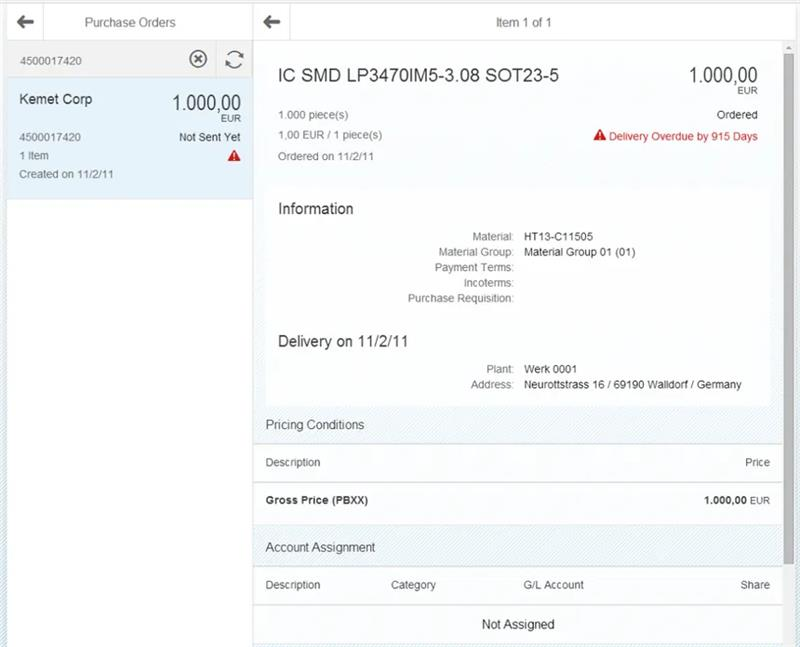 Purchase Orders
4500017420
Kemet Corp
1.000,00
EUR
4500017420
Not Sent Yet
1 Item
Created on 11/2/11
Item 1 of 1
IC SMD LP3470IM5-3.08 SOT23-5
1.000,00
EUR
1.000 piece(s)
Ordered
1,00 EUR / 1 piece(s)
Delivery Overdue by 915 Days
Ordered on 11/2/11
Information
Material: HT13-C11505
Material Group: Material Group 01 (01)
Payment Terms:
Incoterms:
Purchase Requisition:
Delivery on 11/2/11
Plant: Werk 0001
Address: Neurottstrass 16 / 69190 Walldorf / Germany
Pricing Conditions
Description Price
Gross Price (PBXX) 1.000,00 EUR
Account Assignment
Description Category G/L Account Share
Not Assigned